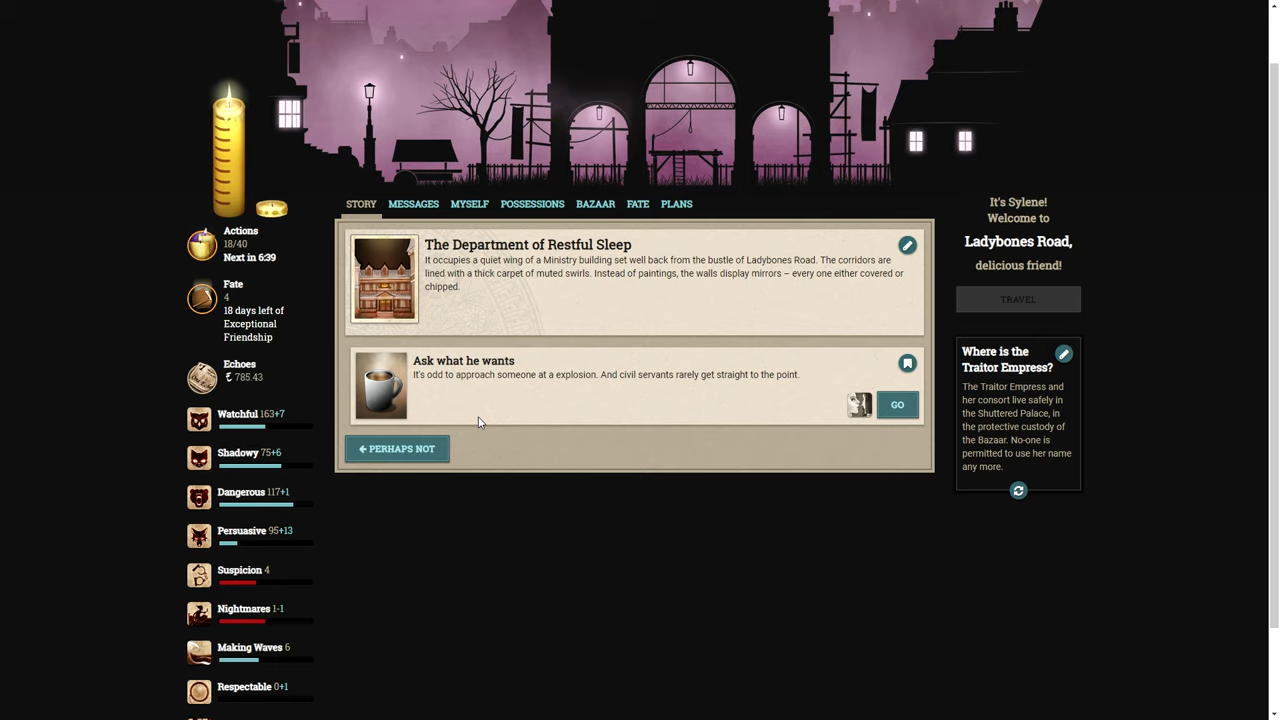 STORY MESSAGES MYSELF POSSESSIONS BAZAAR FATE PLANS
Actions
18/40
Next in 6:39
Fate
4
18 days left of
Exceptional
Friendship
Echoes
785.43
Watchful 163+7
Shadowy 75+6
Dangerous 117+1
Persuasive 95+13
Suspicion 4
Nightmares 1-1
Making Waves 6
Respectable 0+1
The Department of Restful Sleep
It occupies a quiet wing of a Ministry building set well back from the bustle of Ladybones Road. The corridors are
lined with a thick carpet of muted swirls. Instead of paintings, the walls display mirrors – every one either covered or
chipped.
Ask what he wants
It's odd to approach someone at a explosion. And civil servants rarely get straight to the point.
GO
PERHAPS NOT
It's Sylene!
Welcome to
Ladybones Road,
delicious friend!
TRAVEL
Where is the
Traitor Empress?
The Traitor Empress and
her consort live safely in
the Shuttered Palace, in
the protective custody of
the Bazaar. No-one is
permitted to use her name
any more.